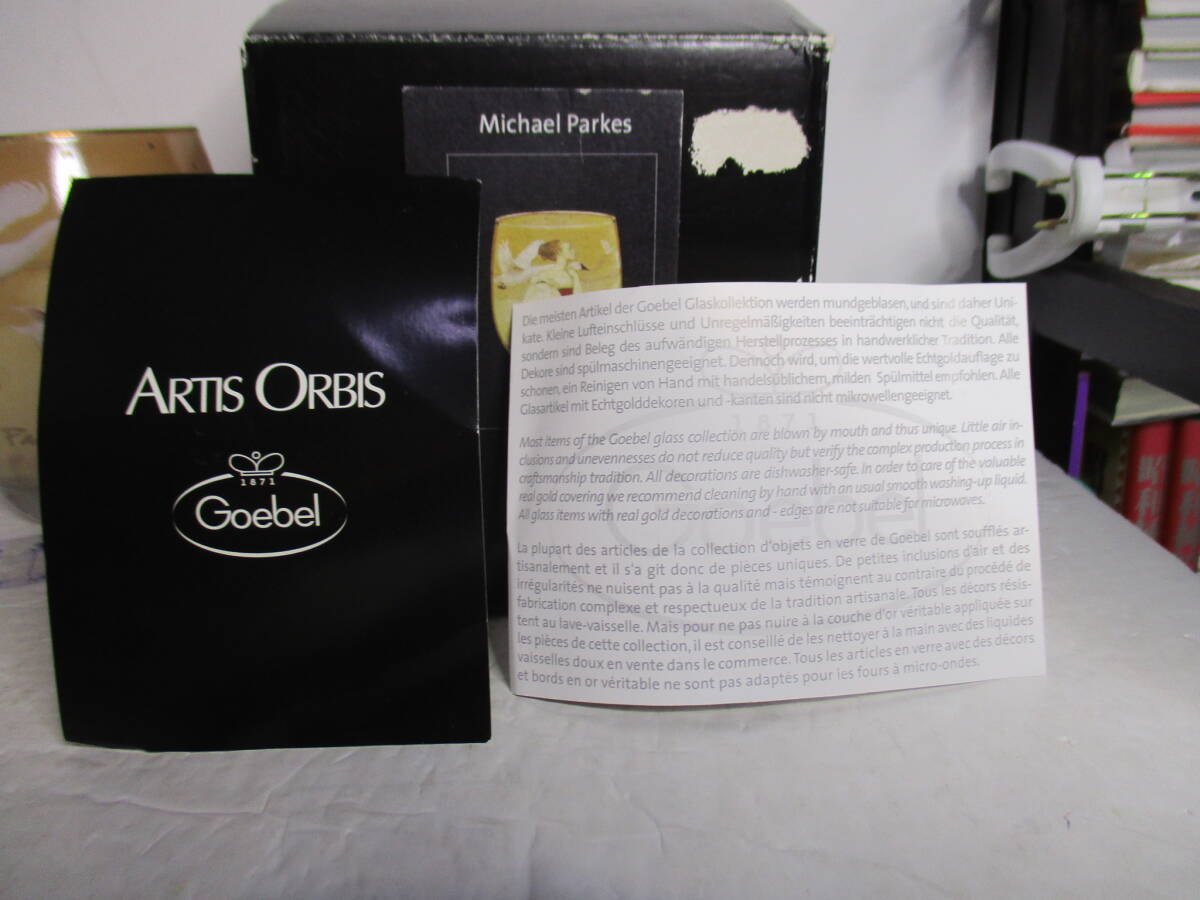 Michael Parkes
ARTIS ORBIS
1871
Goebel
Die meisten Artikel der Goebel Glaskollektion werden mundgeblasen, und sind daher Uni-
kate. Kleine Lufteinschlüsse und Unregelmäßigkeiten beeinträchtigen nicht die Qualität,
sondern sind Beleg des aufwändigen Herstellprozesses in handwerklicher Tradition. Alle
Dekore sind spülmaschinengeeignet. Dennoch wird, um die wertvolle Echtgoldauflage zu
schonen, ein Reinigen von Hand mit handelsüblichem, milden Spülmittel empfohlen. Alle
Glasartikel mit Echtgolddekoren und -kanten sind nicht mikrowellengeeignet.
Most items of the Goebel glass collection are blown by mouth and thus unique. Little air in-
clusions and unevennesses do not reduce quality but verify the complex production process in
craftsmanship tradition. All decorations are dishwasher-safe. In order to care of the valuable
real gold covering we recommend cleaning by hand with an usual smooth washing-up liquid.
All glass items with real gold decorations and - edges are not suitable for microwaves.
La plupart des articles de la collection d'objets en verre de Goebel sont soufflés ar-
tisanalement et il s'a git donc de pièces uniques. De petites inclusions d'air et des
irrégularités ne nuisent pas à la qualité mais témoignent au contraire du procédé de
fabrication complexe et respectueux de la tradition artisanale. Tous les décors résis-
tent au lave-vaisselle. Mais pour ne pas nuire à la couche d'or véritable appliquée sur
les pièces de cette collection, il est conseillé de les nettoyer à la main avec des liquides
vaisselles doux en vente dans le commerce. Tous les articles en verre avec des décors
et bords en or véritable ne sont pas adaptés pour les fours à micro-ondes.
1871
Goebel